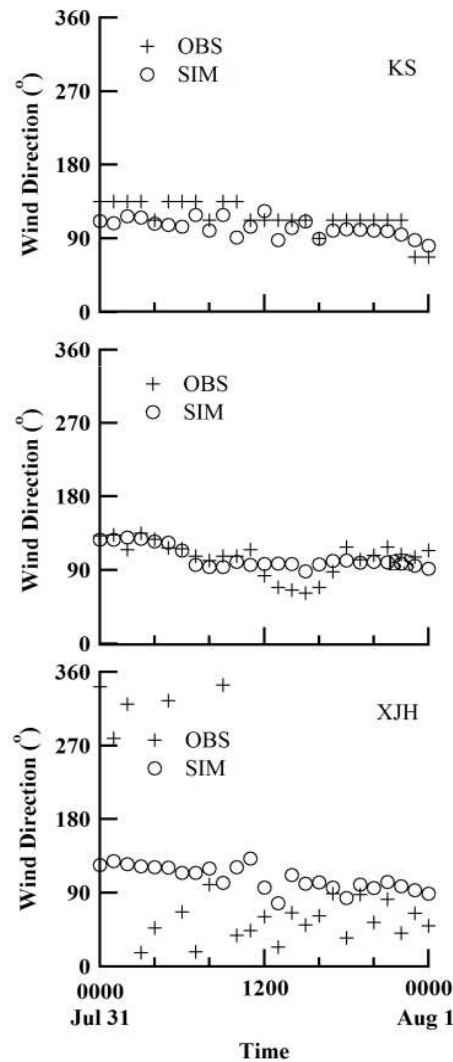 360
OBS
SIM
KS
270
180
90
0
Wind Direction (°)
360
OBS
SIM
270
180
90
0
Wind Direction (°)
360
XJH
OBS
SIM
270
180
90
0
Wind Direction (°)
0000
1200
0000
Jul 31
Aug 1
Time